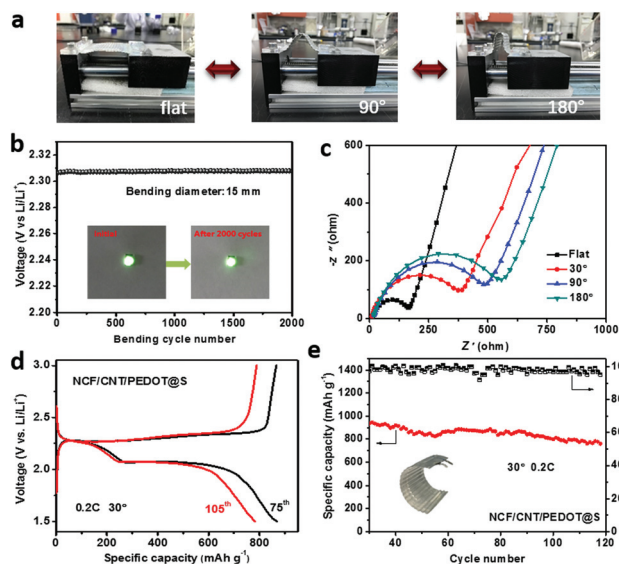 a
flat
90°
180°
b
2.32
2.30
2.28
2.26
2.24
2.22
Voltage (V vs Li/Li⁺)
Bending diameter: 15 mm
Initial
After 2000 cycles
0 500 1000 1500 2000
Bending cycle number
c
600
400
200
0
-Z ″ (ohm)
Flat
30°
90°
180°
0 250 500 750 1000
Z ′ (ohm)
d
3.0
2.5
2.0
1.5
Voltage (V vs. Li/Li⁺)
NCF/CNT/PEDOT@S
0.2C 30°
105th
75th
0 200 400 600 800
Specific capacity (mAh g⁻¹)
e
1400
1200
1000
800
600
400
200
0
Specific capacity (mAh g⁻¹)
30° 0.2C
NCF/CNT/PEDOT@S
80
60
40
20
0
40 60 80 100 120
Cycle number